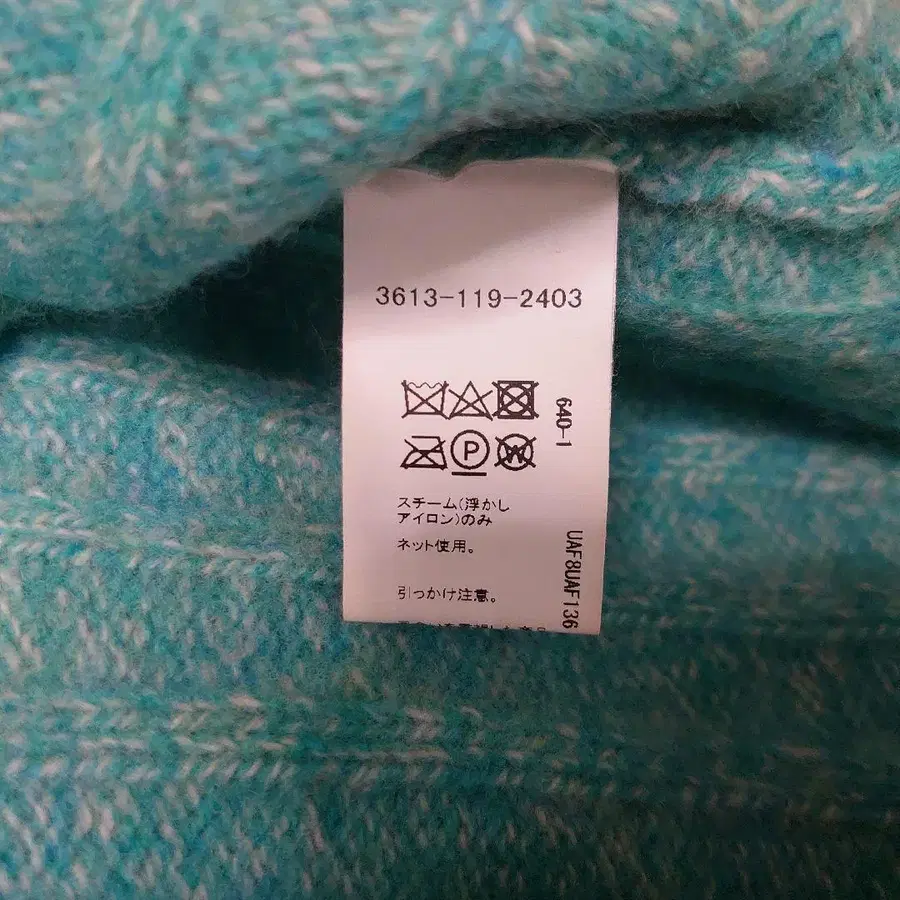 3613-119-2403
640-1
P
W
スチーム(浮かし
アイロン)のみ
ネット使用。
引っかけ注意。
UAF8UAF136